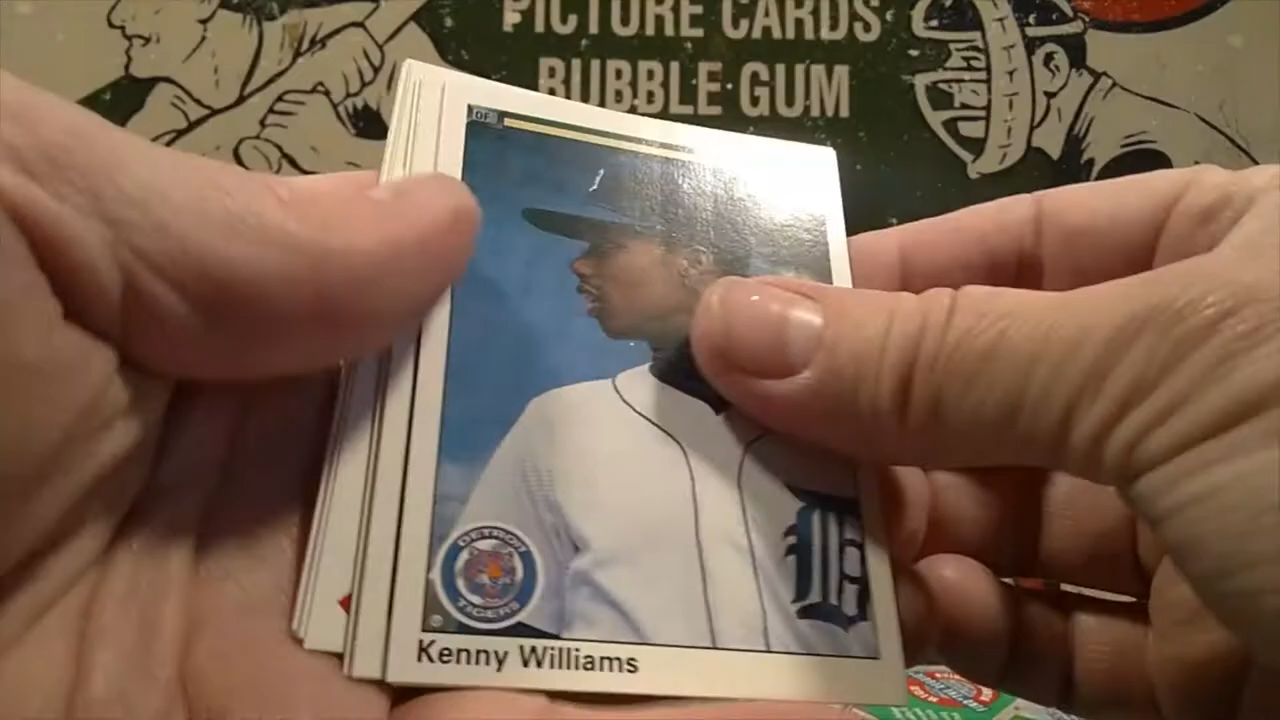 PICTURE CARDS
BUBBLE GUM
OF
DETROIT
TIGERS
Kenny Williams